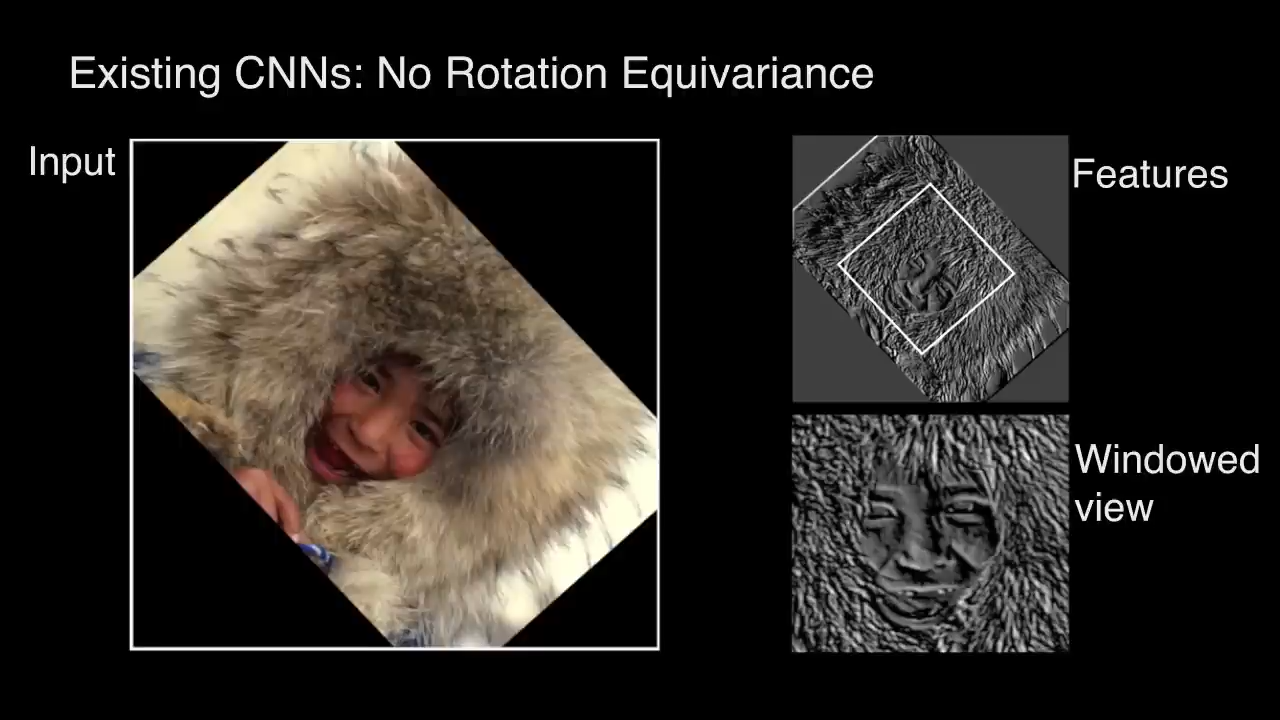 Existing CNNs: No Rotation Equivariance
Input
Features
Windowed
view